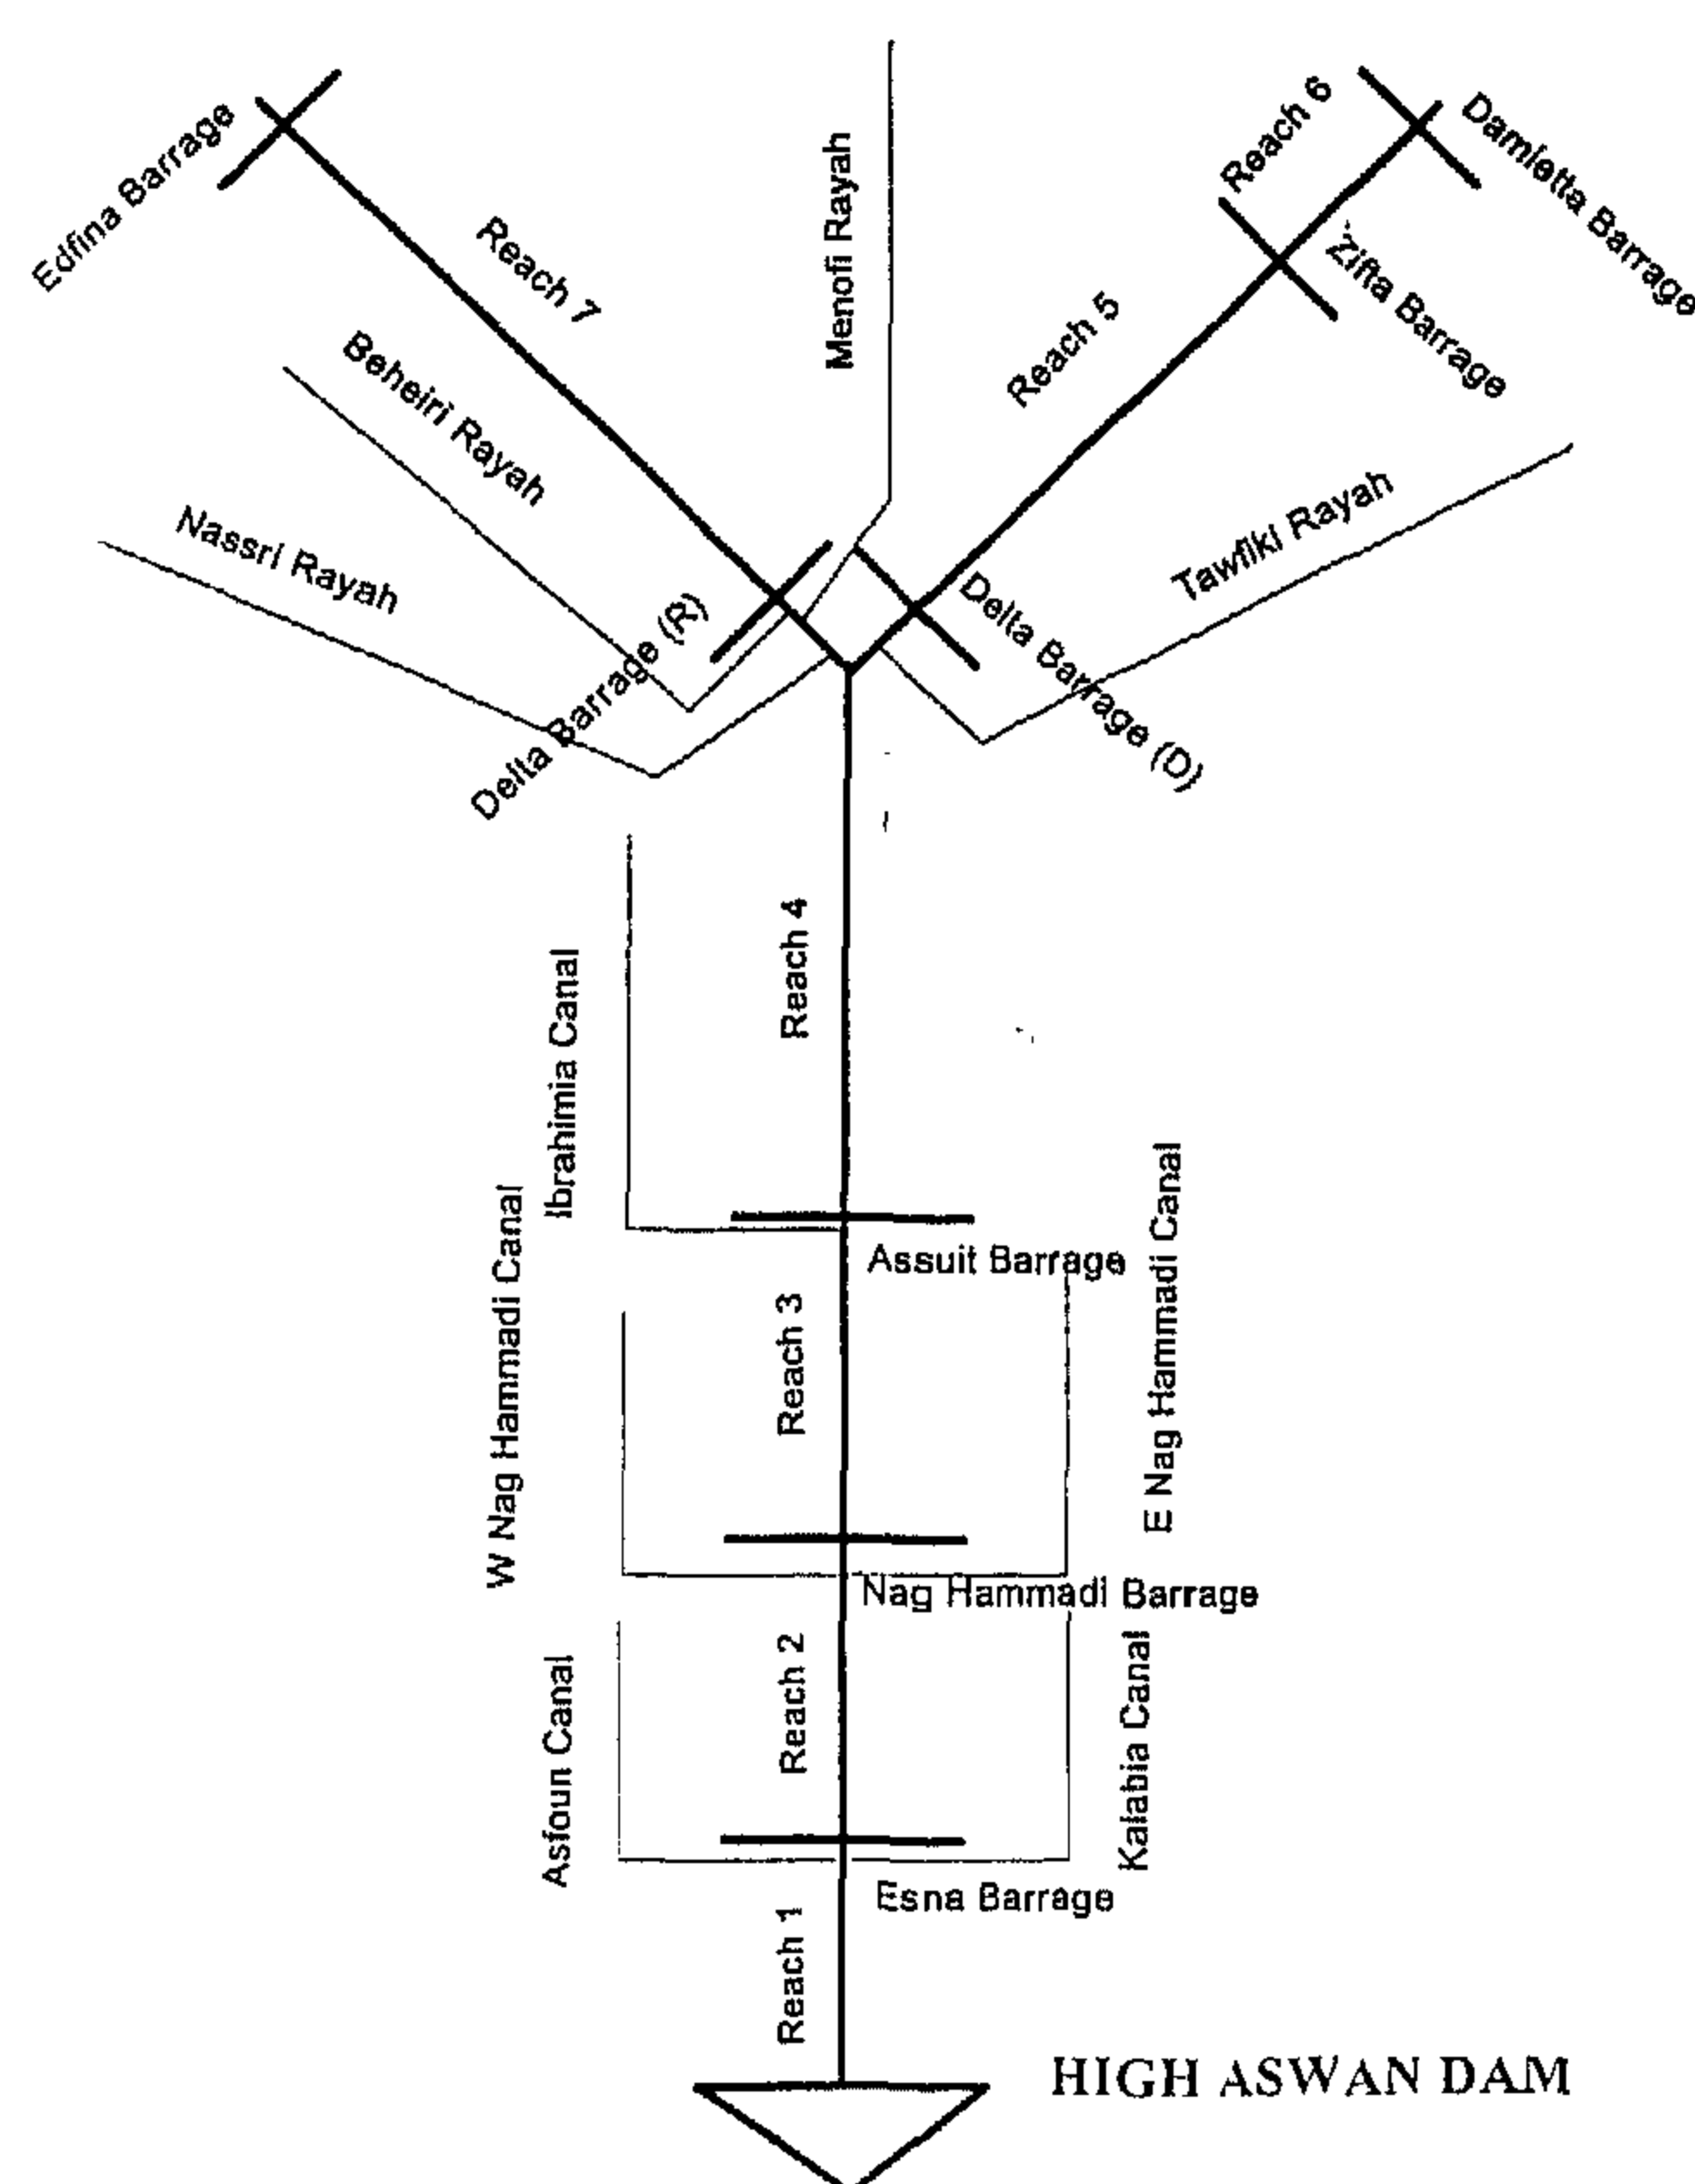 Edfina Barrage
Reach 7
Beheiri Rayah
Nassri Rayah
Delta Barrage (R)
Menofi Rayah
Reach 6
Damietta Barrage
Zifta Barrage
Reach 5
Tawfiki Rayah
Delta Barrage (D)
Reach 4
Ibrahimia Canal
Assuit Barrage
W Nag Hammadi Canal
Reach 3
E Nag Hammadi Canal
Nag Hammadi Barrage
Asfoun Canal
Reach 2
Kalabia Canal
Esna Barrage
Reach 1
HIGH ASWAN DAM